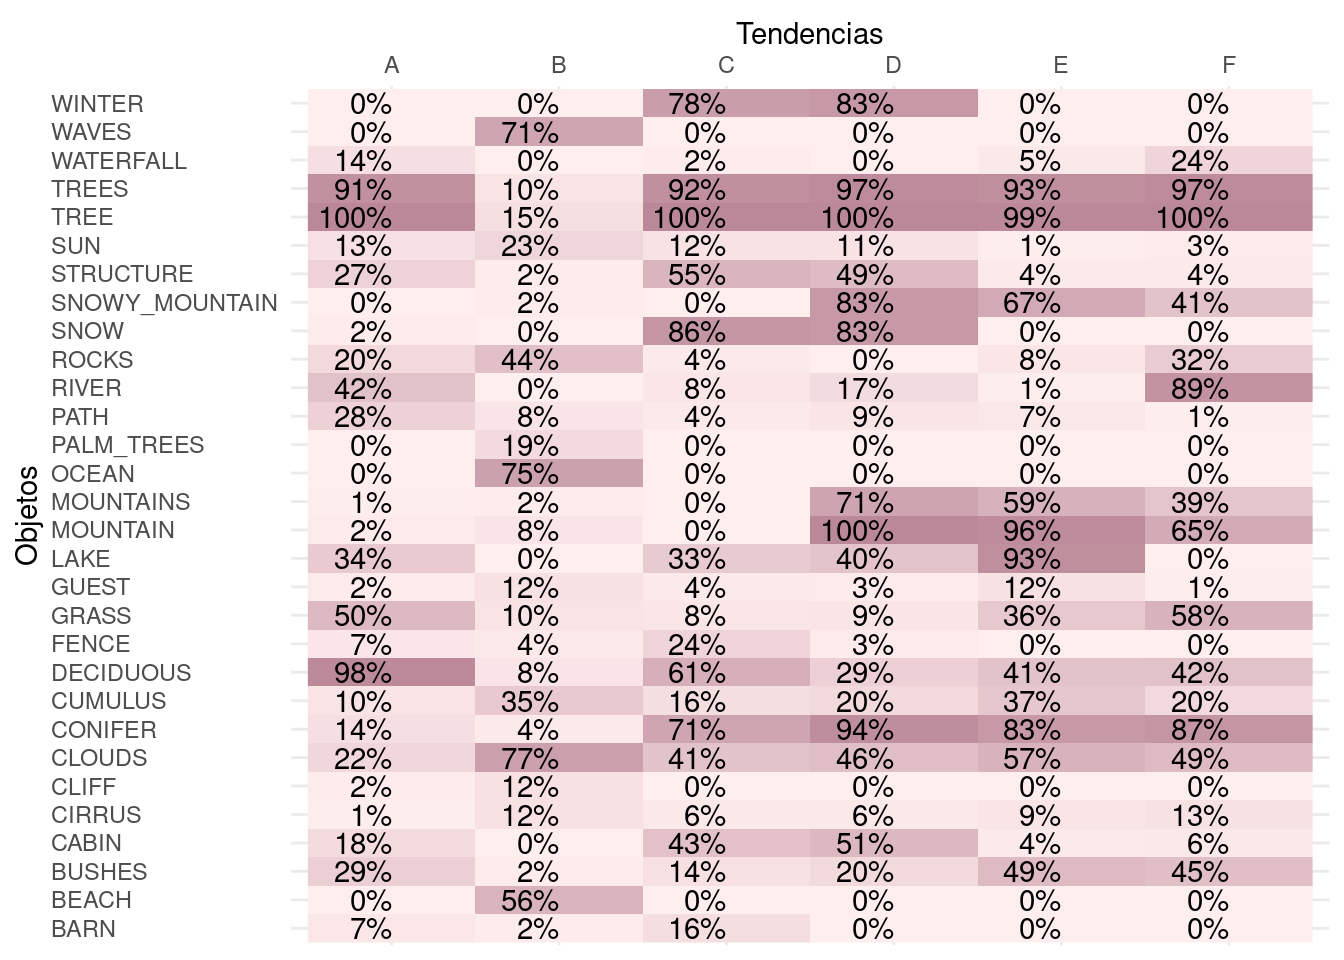 Tendencias
A B C D E F
WINTER 0% 0% 78% 83% 0% 0%
WAVES 0% 71% 0% 0% 0% 0%
WATERFALL 14% 0% 2% 0% 5% 24%
TREES 91% 10% 92% 97% 93% 97%
TREE 100% 15% 100% 100% 99% 100%
SUN 13% 23% 12% 11% 1% 3%
STRUCTURE 27% 2% 55% 49% 4% 4%
SNOWY_MOUNTAIN 0% 2% 0% 83% 67% 41%
SNOW 2% 0% 86% 83% 0% 0%
ROCKS 20% 44% 4% 0% 8% 32%
RIVER 42% 0% 8% 17% 1% 89%
PATH 28% 8% 4% 9% 7% 1%
PALM_TREES 0% 19% 0% 0% 0% 0%
OCEAN 0% 75% 0% 0% 0% 0%
MOUNTAINS 1% 2% 0% 71% 59% 39%
MOUNTAIN 2% 8% 0% 100% 96% 65%
LAKE 34% 0% 33% 40% 93% 0%
GUEST 2% 12% 4% 3% 12% 1%
GRASS 50% 10% 8% 9% 36% 58%
FENCE 7% 4% 24% 3% 0% 0%
DECIDUOUS 98% 8% 61% 29% 41% 42%
CUMULUS 10% 35% 16% 20% 37% 20%
CONIFER 14% 4% 71% 94% 83% 87%
CLOUDS 22% 77% 41% 46% 57% 49%
CLIFF 2% 12% 0% 0% 0% 0%
CIRRUS 1% 12% 6% 6% 9% 13%
CABIN 18% 0% 43% 51% 4% 6%
BUSHES 29% 2% 14% 20% 49% 45%
BEACH 0% 56% 0% 0% 0% 0%
BARN 7% 2% 16% 0% 0% 0%
Objetos